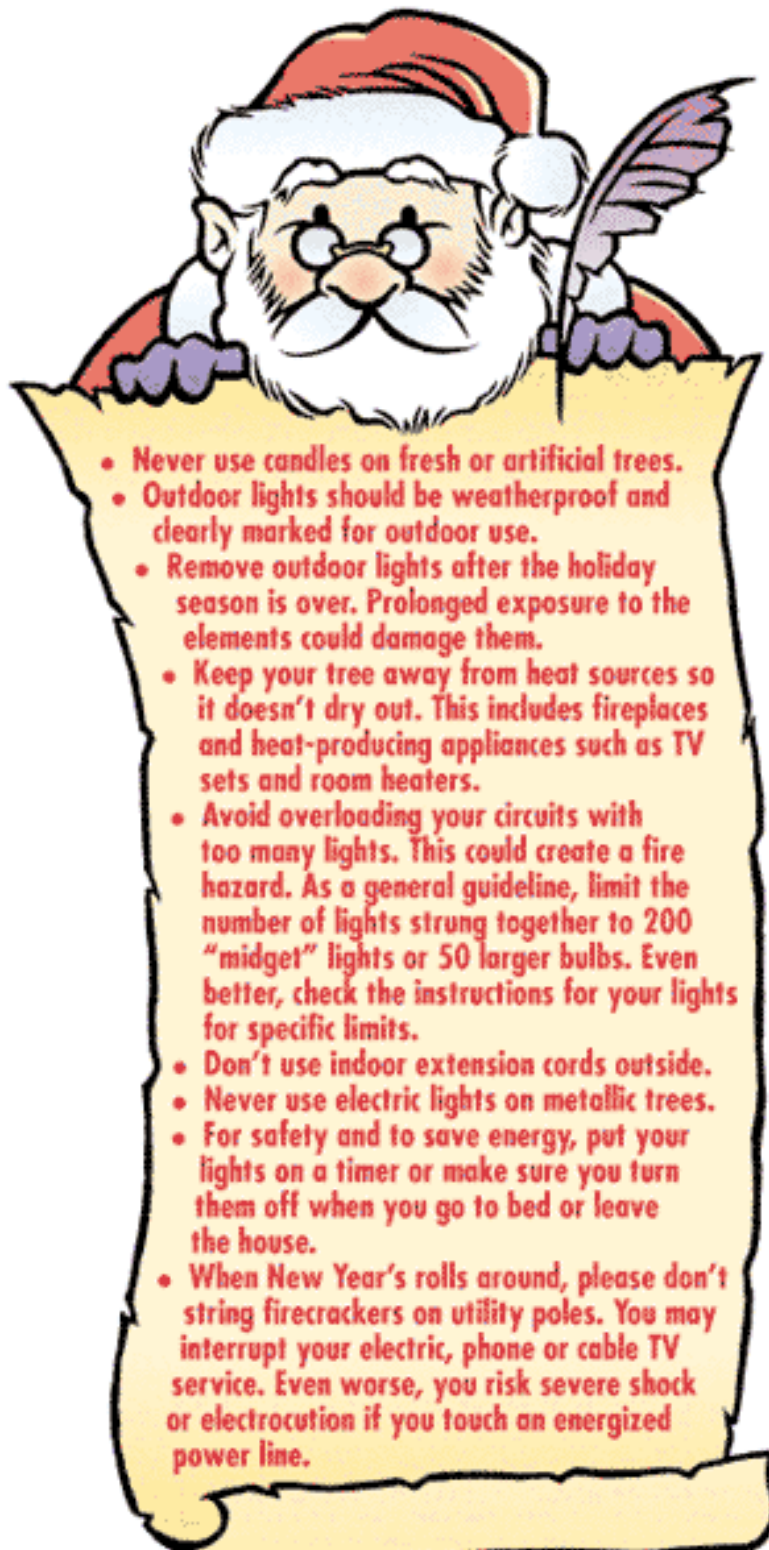 • Never use candles on fresh or artificial trees.
• Outdoor lights should be weatherproof and
clearly marked for outdoor use.
• Remove outdoor lights after the holiday
season is over. Prolonged exposure to the
elements could damage them.
• Keep your tree away from heat sources so
it doesn't dry out. This includes fireplaces
and heat-producing appliances such as TV
sets and room heaters.
• Avoid overloading your circuits with
too many lights. This could create a fire
hazard. As a general guideline, limit the
number of lights strung together to 200
"midget" lights or 50 larger bulbs. Even
better, check the instructions for your lights
for specific limits.
• Don't use indoor extension cords outside.
• Never use electric lights on metallic trees.
• For safety and to save energy, put your
lights on a timer or make sure you turn
them off when you go to bed or leave
the house.
• When New Year's rolls around, please don't
string firecrackers on utility poles. You may
interrupt your electric, phone or cable TV
service. Even worse, you risk severe shock
or electrocution if you touch an energized
power line.